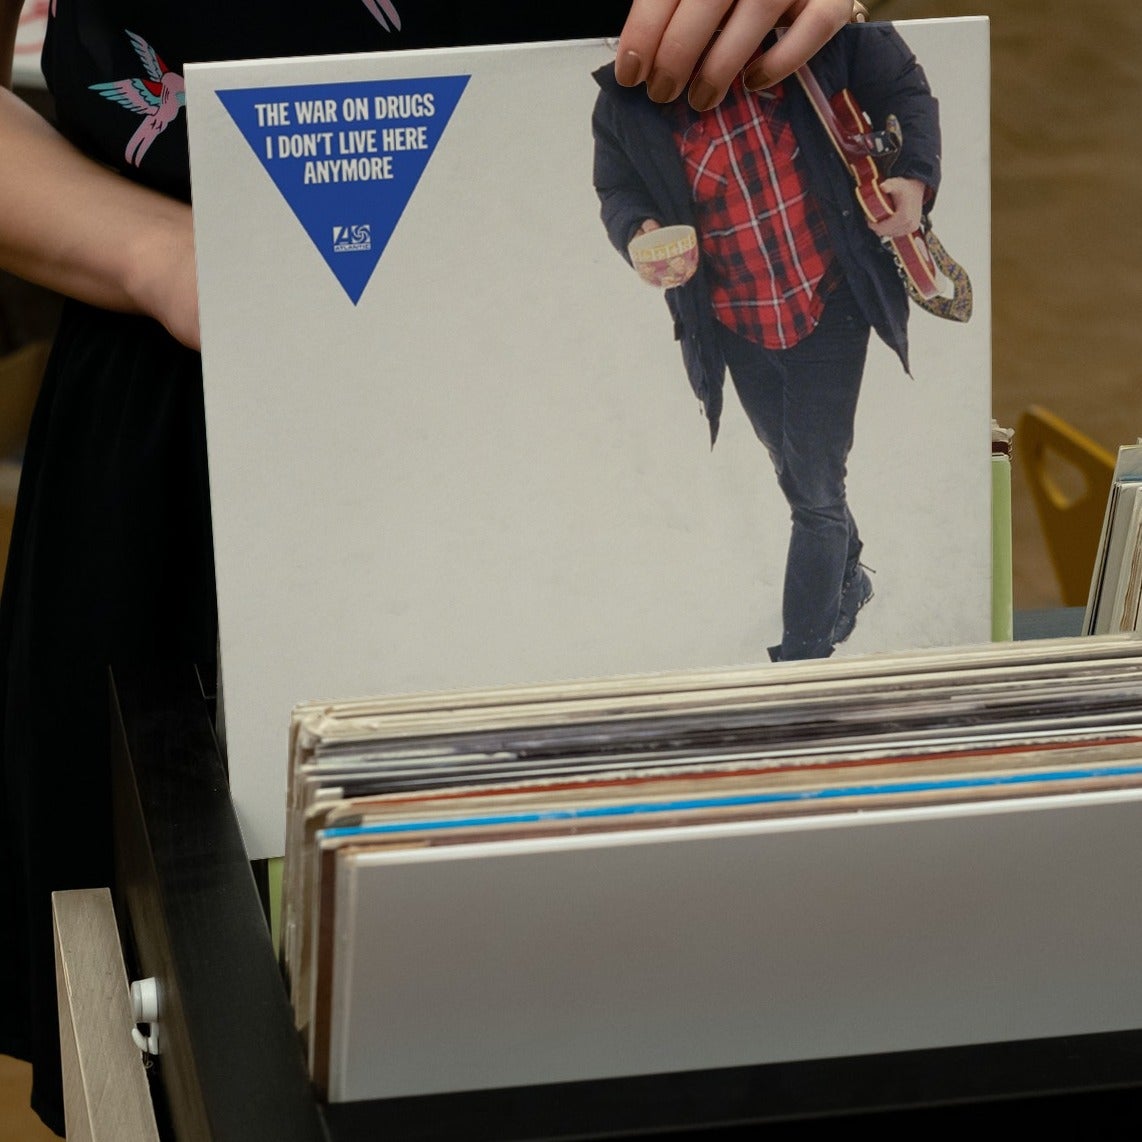 THE WAR ON DRUGS
I DON'T LIVE HERE
ANYMORE
ATLANTIC